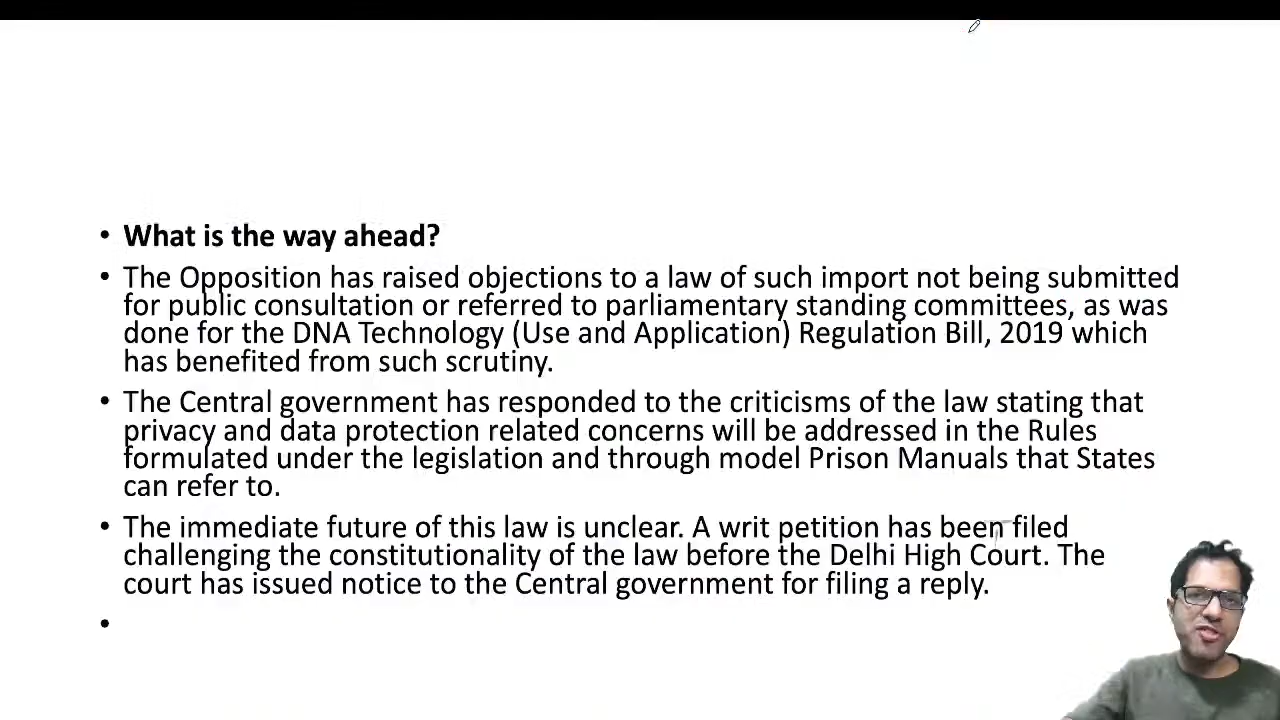 • What is the way ahead?
• The Opposition has raised objections to a law of such import not being submitted
for public consultation or referred to parliamentary standing committees, as was
done for the DNA Technology (Use and Application) Regulation Bill, 2019 which
has benefited from such scrutiny.
• The Central government has responded to the criticisms of the law stating that
privacy and data protection related concerns will be addressed in the Rules
formulated under the legislation and through model Prison Manuals that States
can refer to.
• The immediate future of this law is unclear. A writ petition has been filed
challenging the constitutionality of the law before the Delhi High Court. The
court has issued notice to the Central government for filing a reply.
•